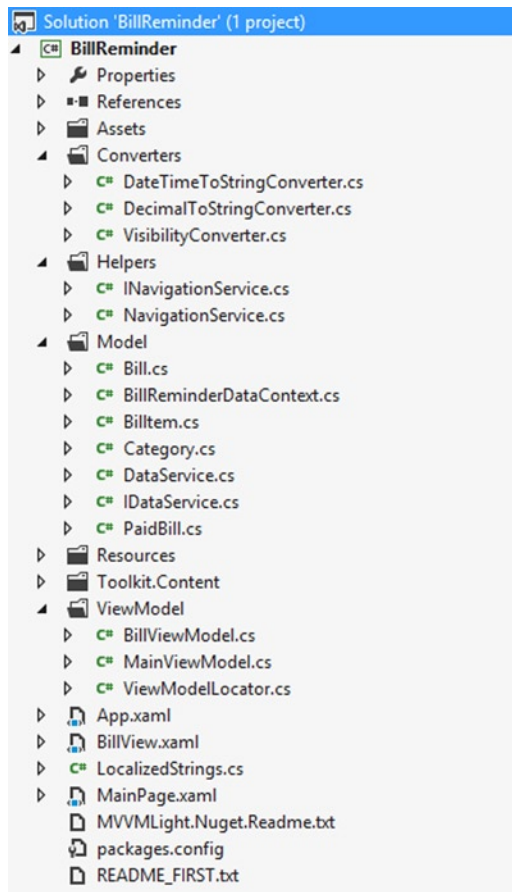 Solution 'BillReminder' (1 project)
C# BillReminder
Properties
References
Assets
Converters
C# DateTimeToStringConverter.cs
C# DecimalToStringConverter.cs
C# VisibilityConverter.cs
Helpers
C# INavigationService.cs
C# NavigationService.cs
Model
C# Bill.cs
C# BillReminderDataContext.cs
C# BillItem.cs
C# Category.cs
C# DataService.cs
C# IDataService.cs
C# PaidBill.cs
Resources
Toolkit.Content
ViewModel
C# BillViewModel.cs
C# MainViewModel.cs
C# ViewModelLocator.cs
App.xaml
BillView.xaml
C# LocalizedStrings.cs
MainPage.xaml
MVVMLight.Nuget.Readme.txt
packages.config
README_FIRST.txt